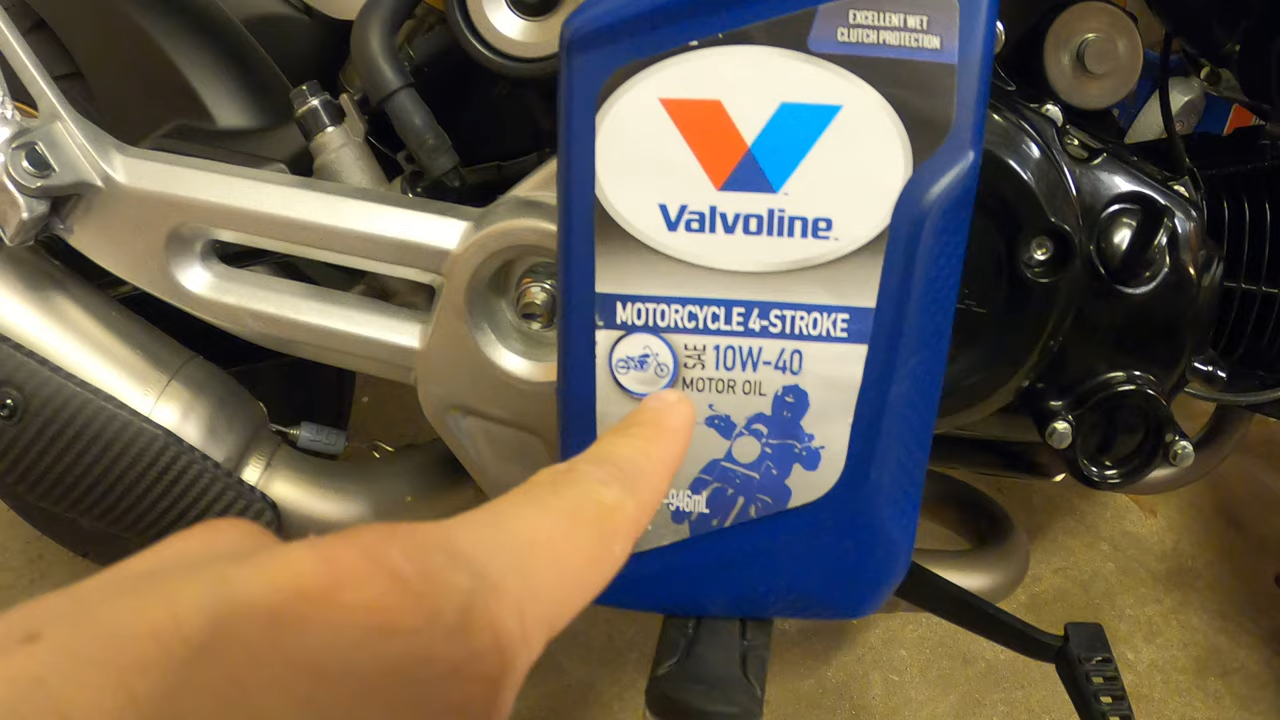 EXCELLENT WET
CLUTCH PROTECTION
Valvoline
MOTORCYCLE 4-STROKE
SAE 10W-40
MOTOR OIL
946mL